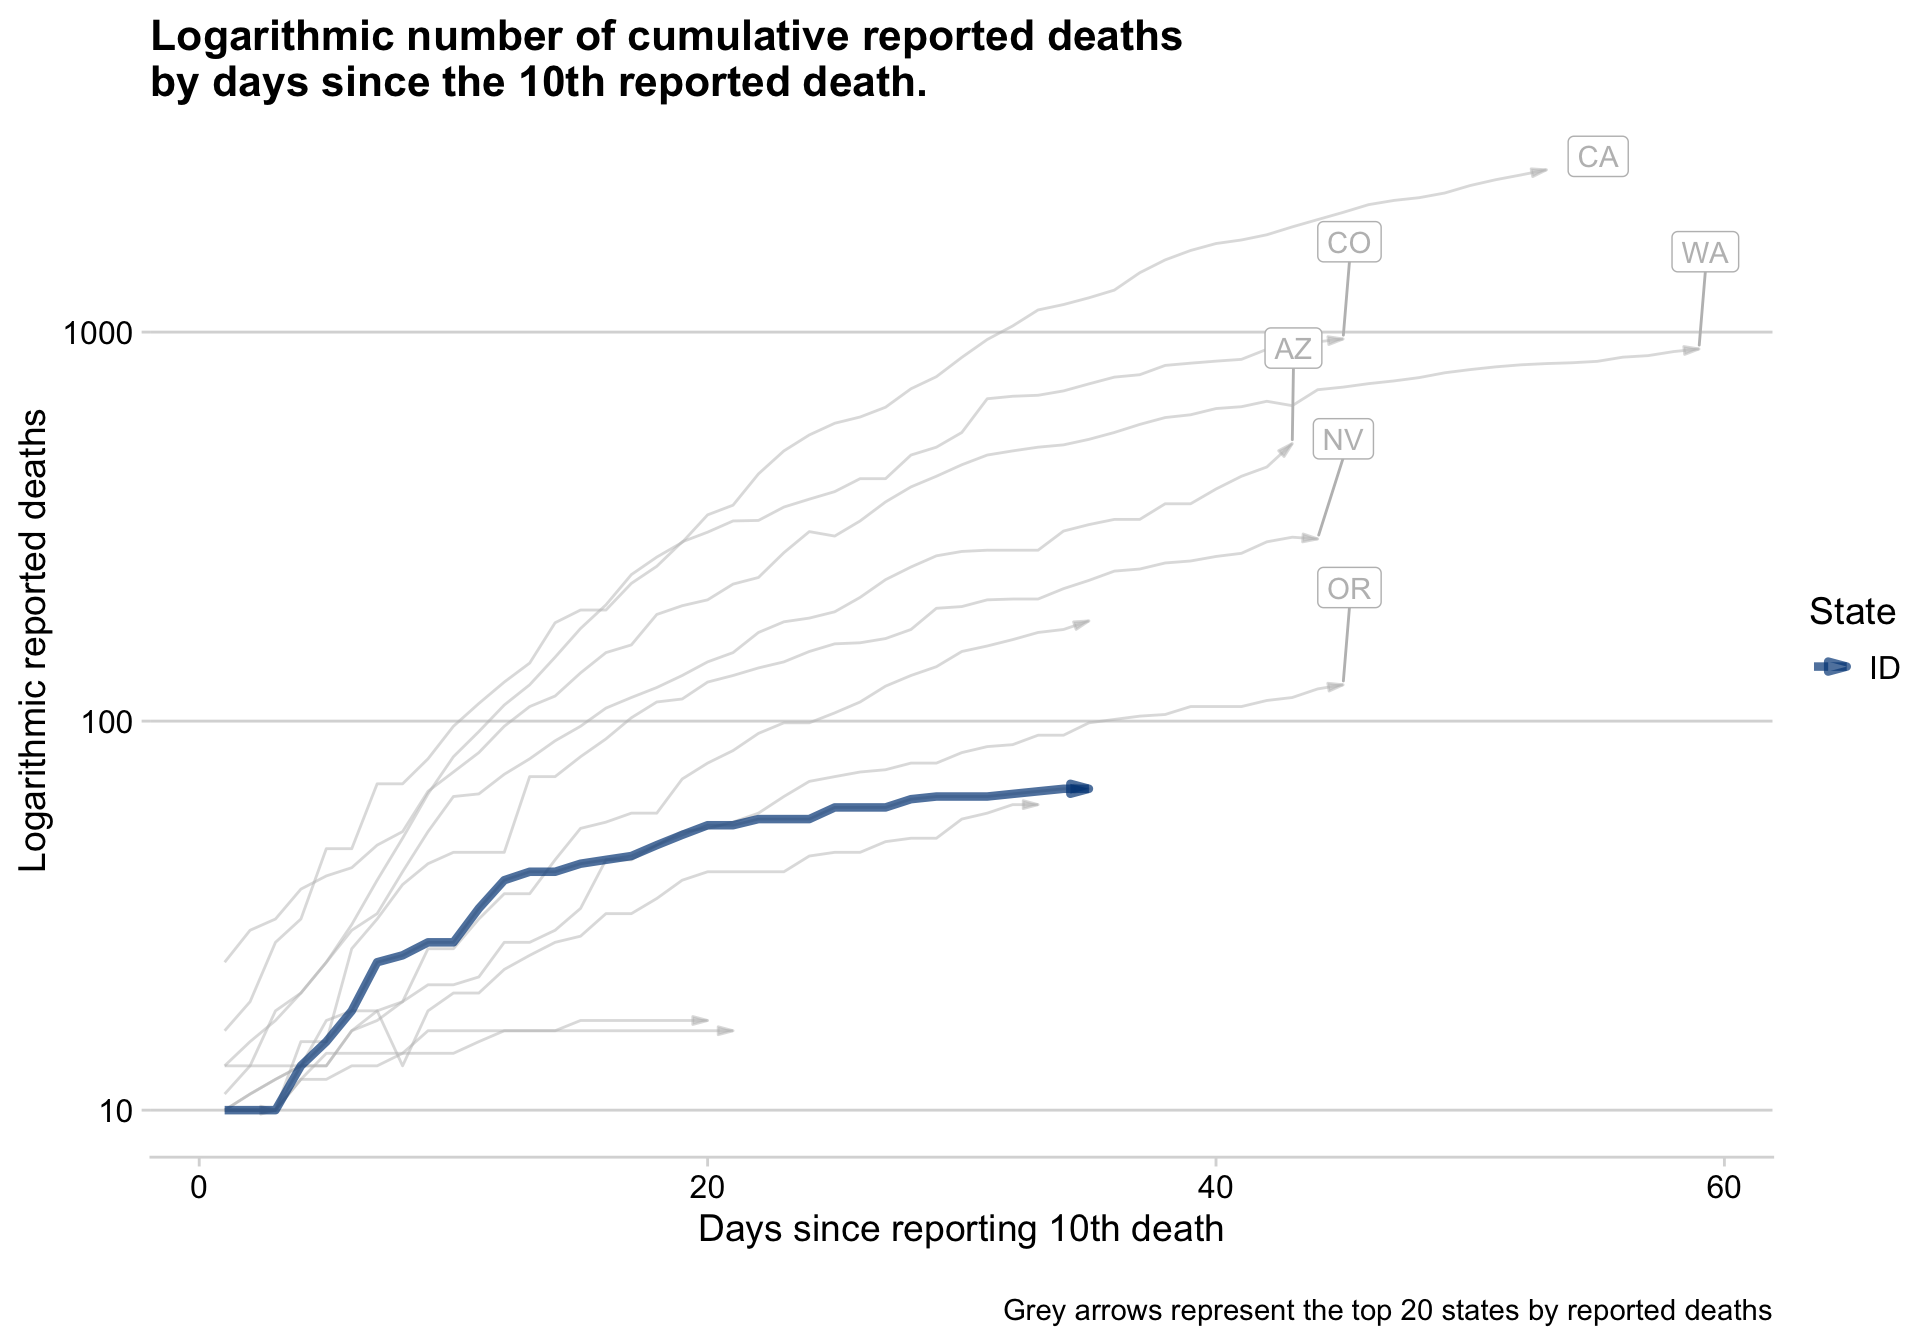 Logarithmic number of cumulative reported deaths
by days since the 10th reported death.
CA
CO
WA
1000
AZ
NV
OR
State
ID
100
10
Logarithmic reported deaths
0
20
40
60
Days since reporting 10th death
Grey arrows represent the top 20 states by reported deaths